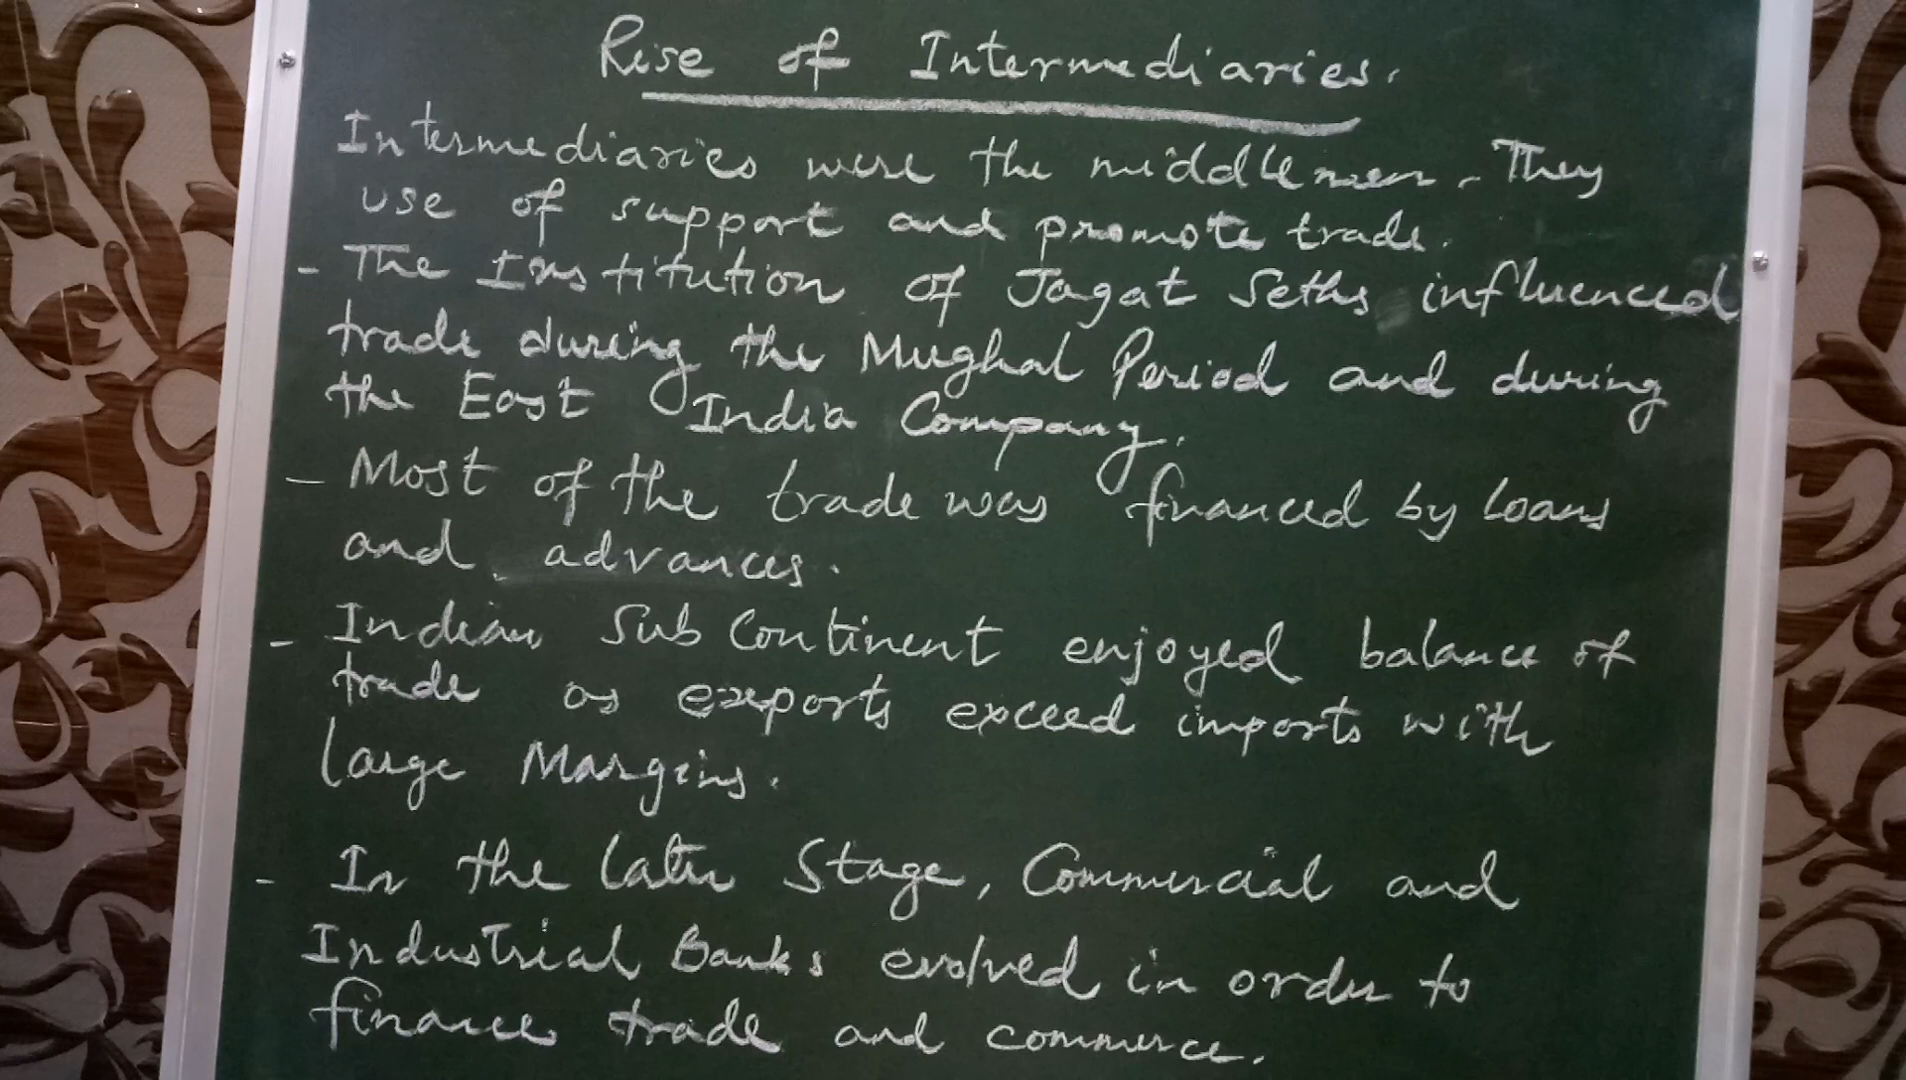 Rise of Intermediaries.
Intermediaries were the middlemen. They
use of support and promote trade.
- The Institution of Jagat Seths influenced
trade during the Mughal Period and during
the East India Company.
- Most of the trade was financed by loans
and advances.
- Indian Sub Continent enjoyed balance of
trade as exports exceed imports with
large Margins.
- In the later Stage, Commercial and
Industrial Banks evolved in order to
finance trade and commerce.